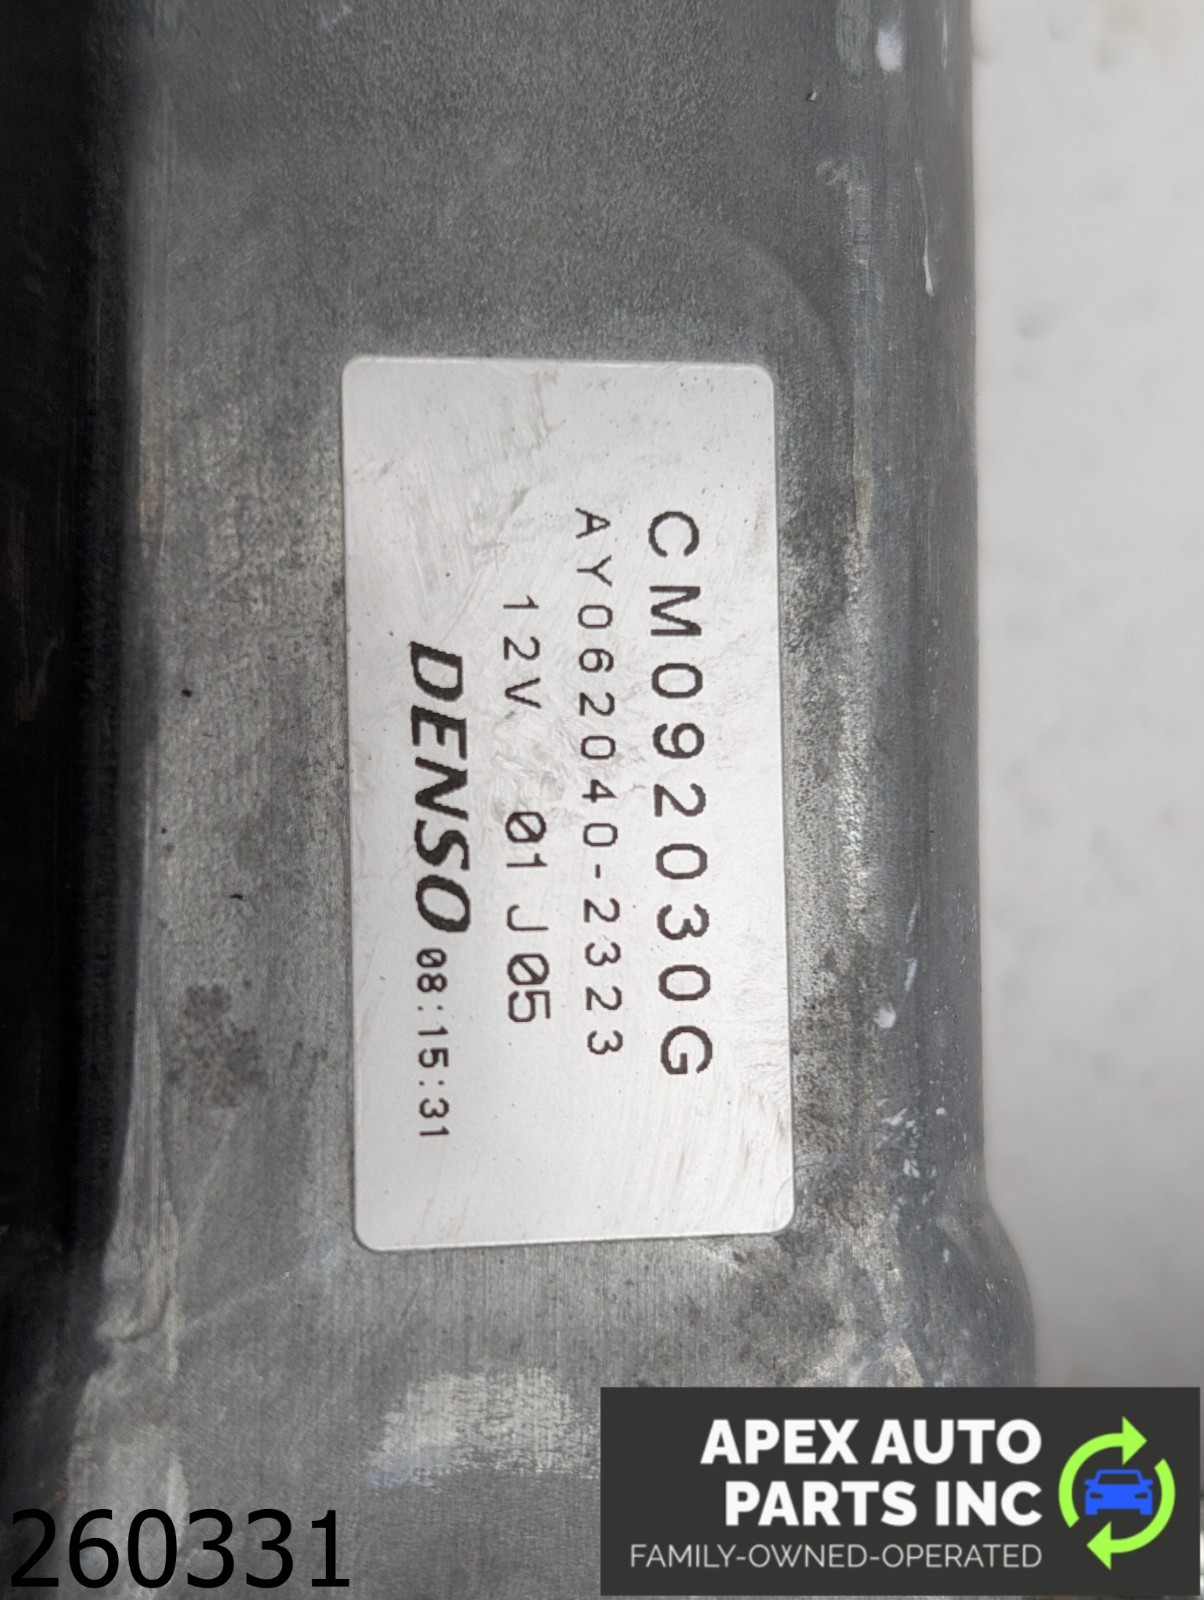 CM092030G
AY062040-2323
12V 01J05
DENSO 08:15:31
260331
APEX AUTO
PARTS INC
FAMILY-OWNED-OPERATED